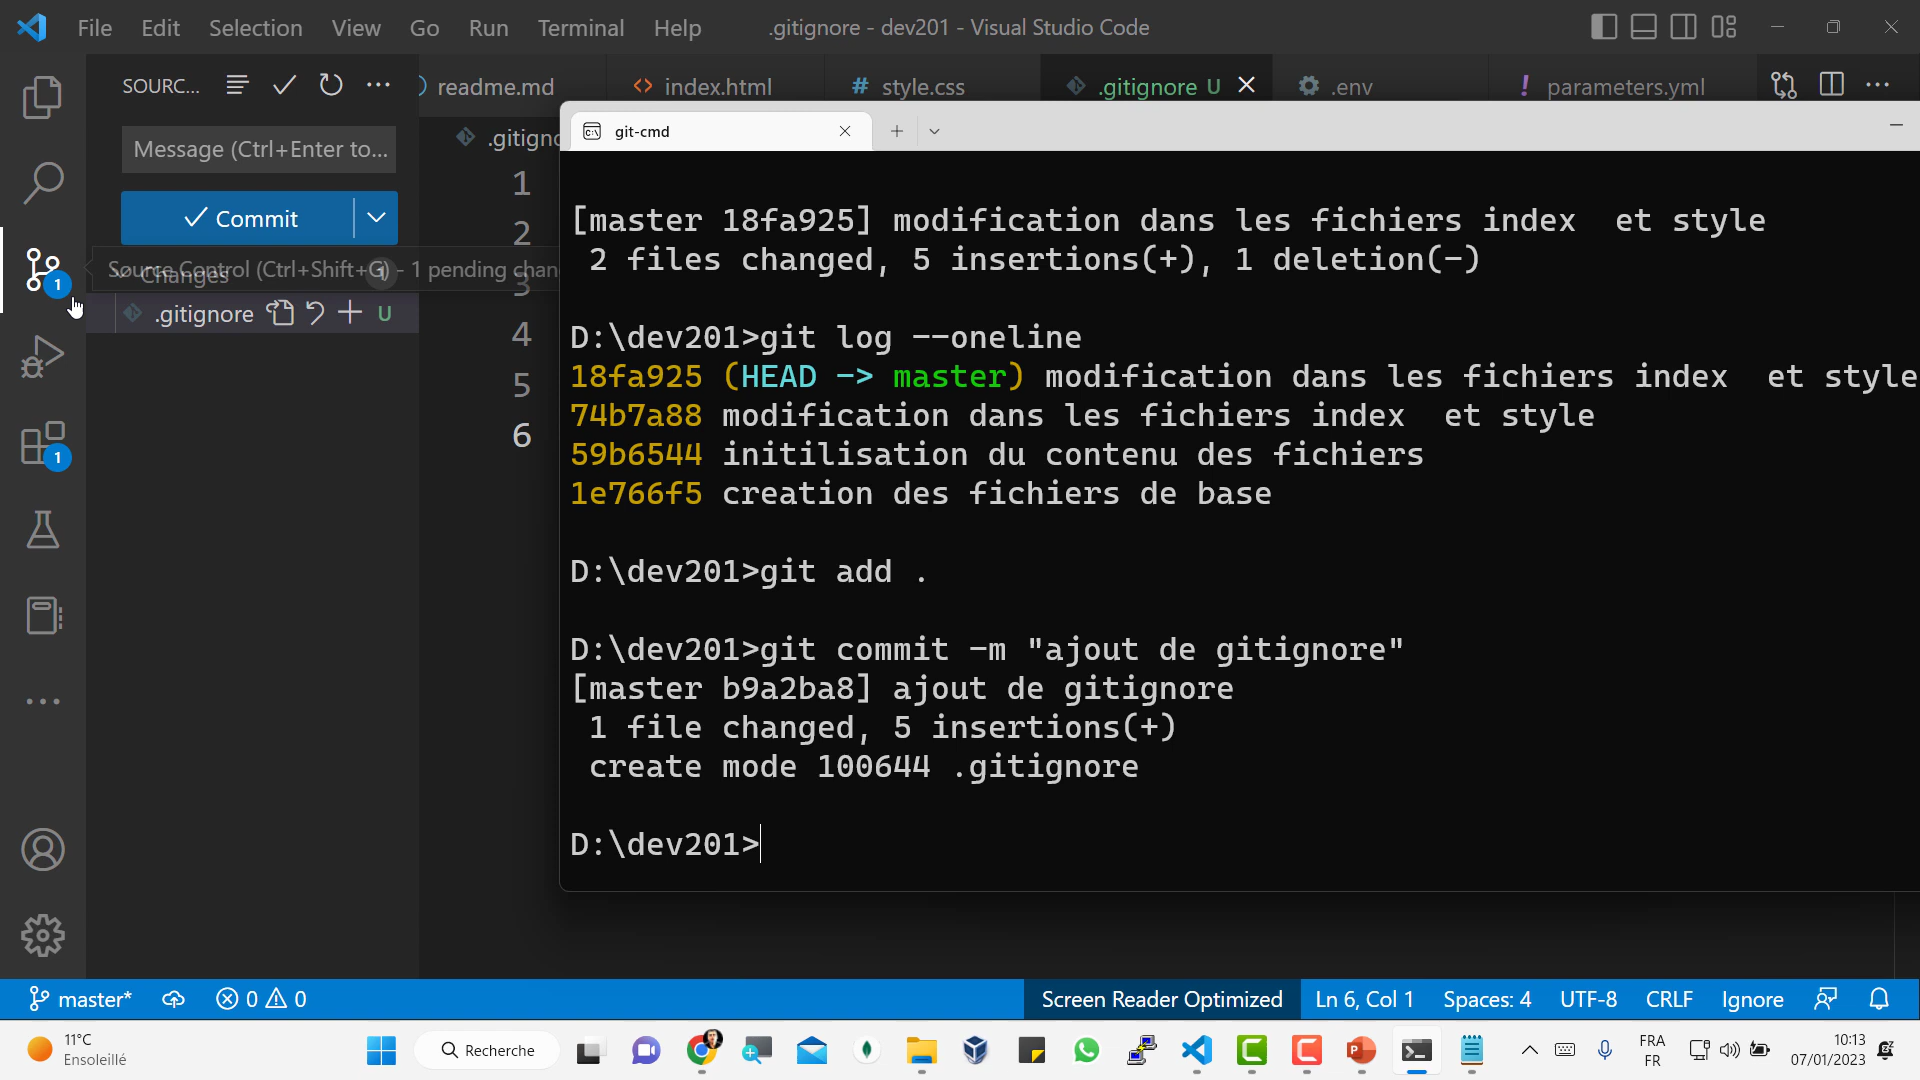 File Edit Selection View Go Run Terminal Help .gitignore - dev201 - Visual Studio Code
SOURC... readme.md <> index.html # style.css .gitignore U .env ! parameters.yml
git-cmd
Message (Ctrl+Enter to... .gitigno
Commit
Source Control (Ctrl+Shift+G) - 1 pending chan
Changes 1
.gitignore U
1
1
1
2
3
4
5
6
[master 18fa925] modification dans les fichiers index  et style
 2 files changed, 5 insertions(+), 1 deletion(-)
D:\dev201>git log --oneline
18fa925 (HEAD -> master) modification dans les fichiers index  et style
74b7a88 modification dans les fichiers index  et style
59b6544 initilisation du contenu des fichiers
1e766f5 creation des fichiers de base
D:\dev201>git add .
D:\dev201>git commit -m "ajout de gitignore"
[master b9a2ba8] ajout de gitignore
 1 file changed, 5 insertions(+)
 create mode 100644 .gitignore
D:\dev201>
master* 0 0 Screen Reader Optimized Ln 6, Col 1 Spaces: 4 UTF-8 CRLF Ignore
11°C
Ensoleillé
Recherche
FRA
FR
10:13
07/01/2023